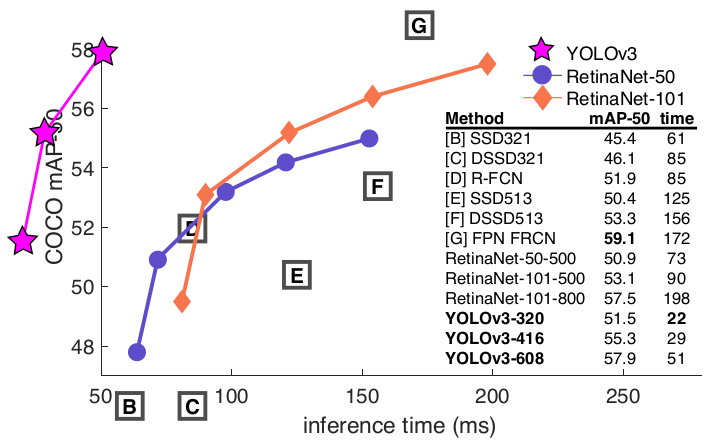 G
58
56
54
52
50
48
COCO mAP-50
D
E
F
YOLOv3
RetinaNet-50
RetinaNet-101
Method mAP-50 time
[B] SSD321 45.4 61
[C] DSSD321 46.1 85
[D] R-FCN 51.9 85
[E] SSD513 50.4 125
[F] DSSD513 53.3 156
[G] FPN FRCN 59.1 172
RetinaNet-50-500 50.9 73
RetinaNet-101-500 53.1 90
RetinaNet-101-800 57.5 198
YOLOv3-320 51.5 22
YOLOv3-416 55.3 29
YOLOv3-608 57.9 51
50 B C 100 150 200 250
inference time (ms)